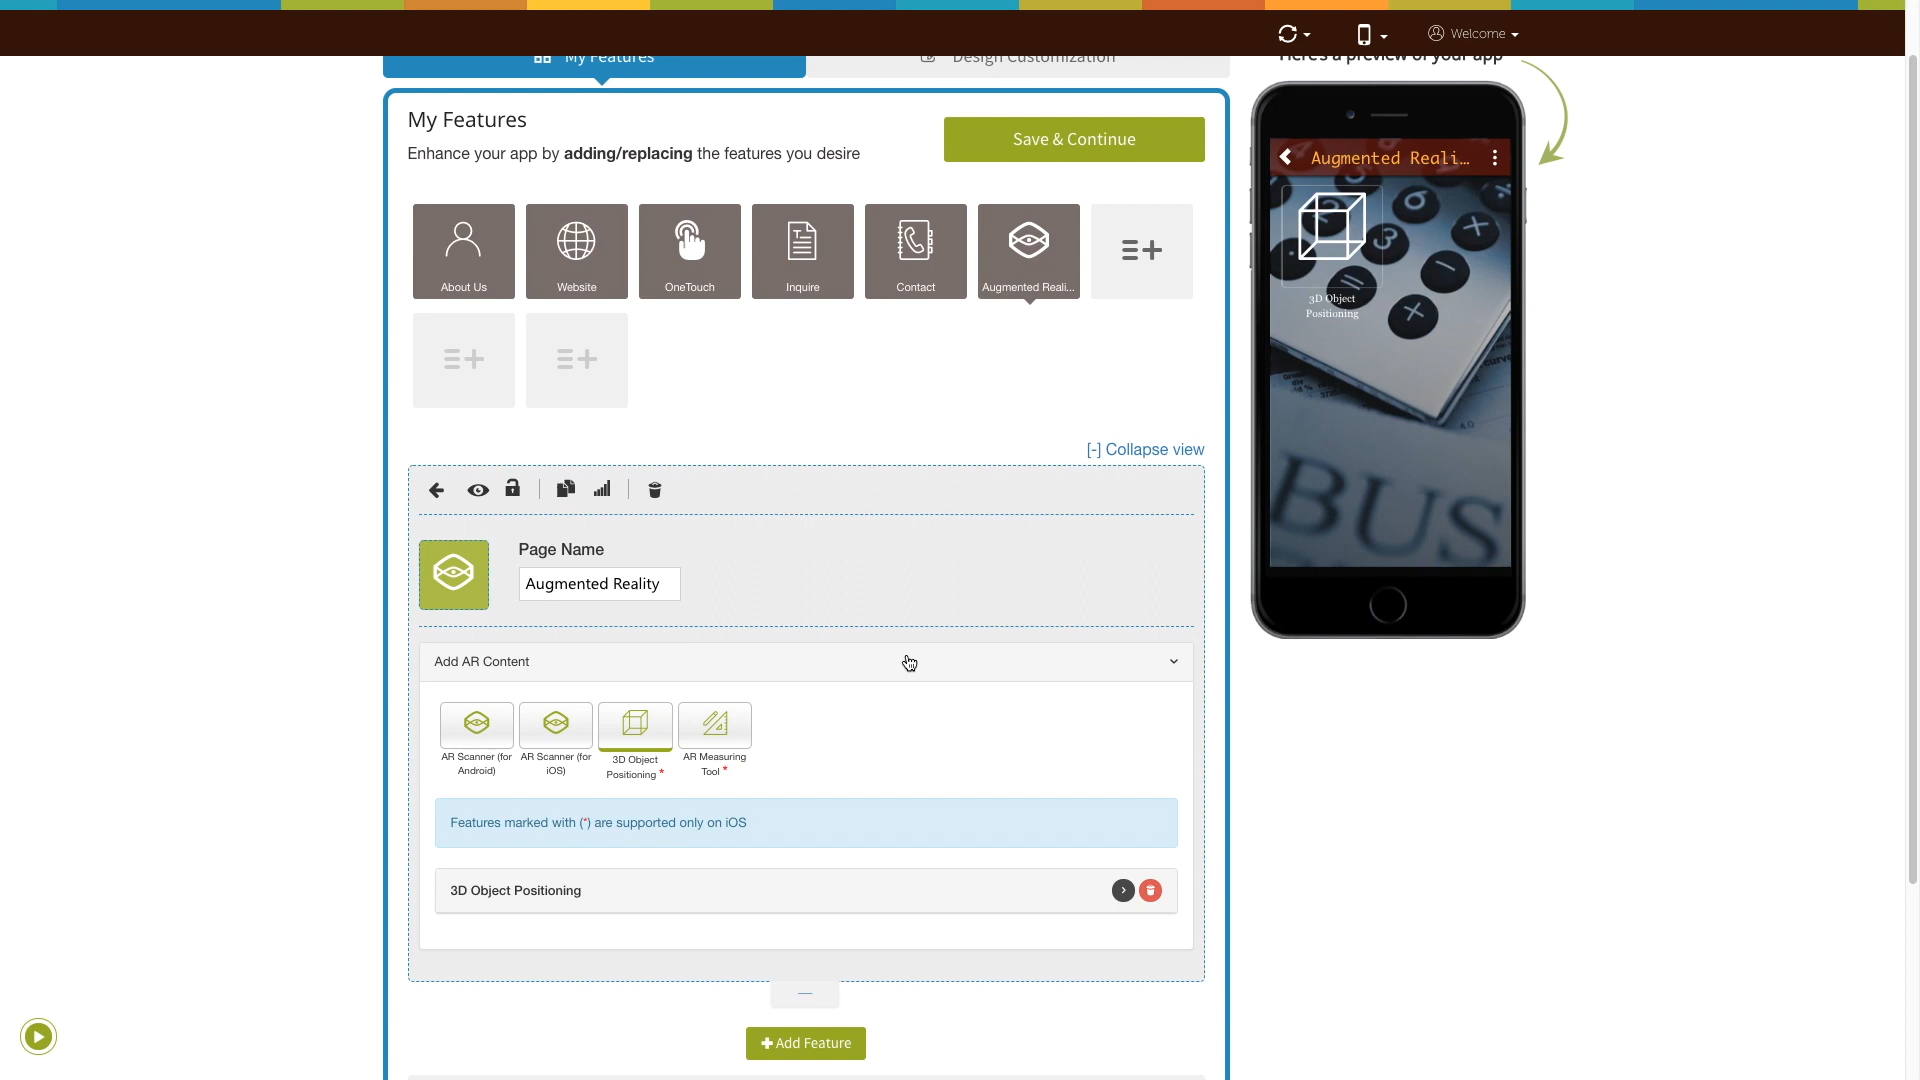 Welcome
My Features
Design Customization
Here's a preview of your app
My Features
Enhance your app by adding/replacing the features you desire
Save & Continue
About Us
Website
OneTouch
Inquire
Contact
Augmented Reali...
[-] Collapse view
Page Name
Augmented Reality
Add AR Content
AR Scanner (for
Android)
AR Scanner (for
iOS)
3D Object
Positioning *
AR Measuring
Tool *
Features marked with (*) are supported only on iOS
3D Object Positioning
Add Feature
Augmented Reali...
3D Object
Positioning
BUS